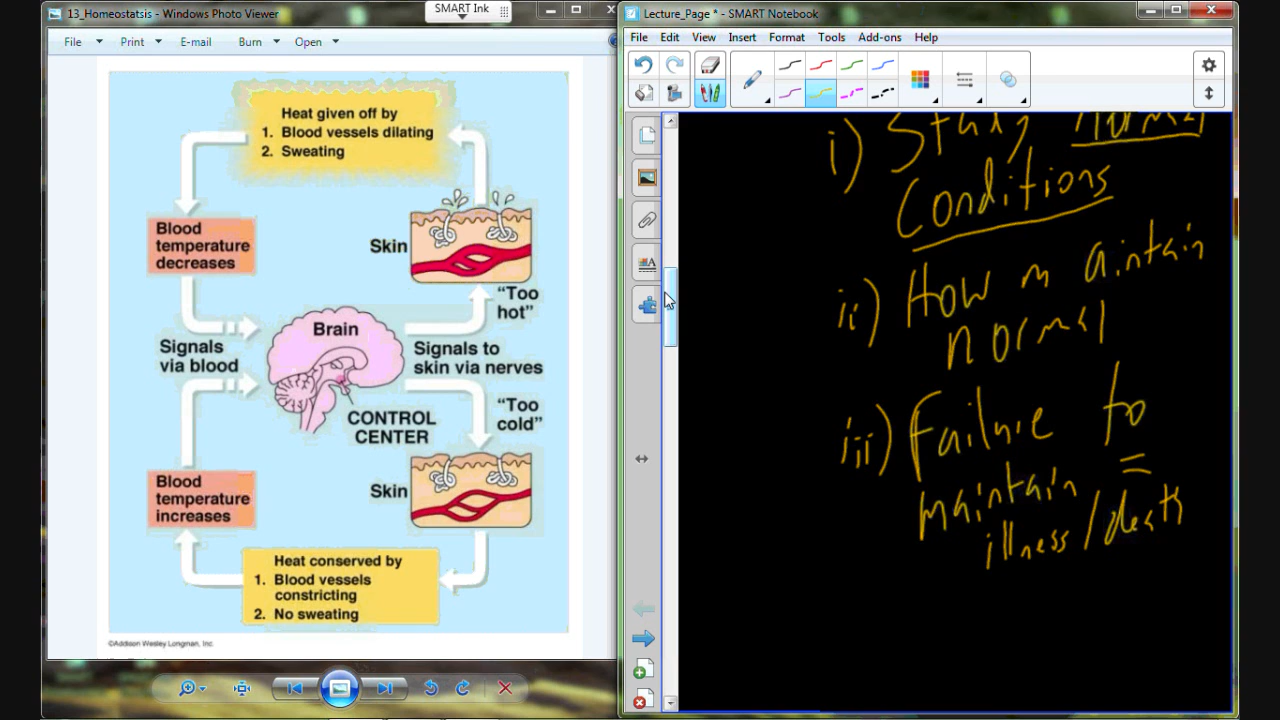 13_Homeostatsis - Windows Photo Viewer
SMART Ink
File Print E-mail Burn Open
Heat given off by
1. Blood vessels dilating
2. Sweating
Blood
temperature
decreases
Skin
"Too
hot"
Brain
Signals
via blood
Signals to
skin via nerves
CONTROL
CENTER
"Too
cold"
Skin
Blood
temperature
increases
Heat conserved by
1. Blood vessels
constricting
2. No sweating
©Addison Wesley Longman, Inc.
Lecture_Page * - SMART Notebook
File Edit View Insert Format Tools Add-ons Help
i) Study normal
Conditions
ii) How maintain
normal
iii) Failure to
maintain =
illness/death